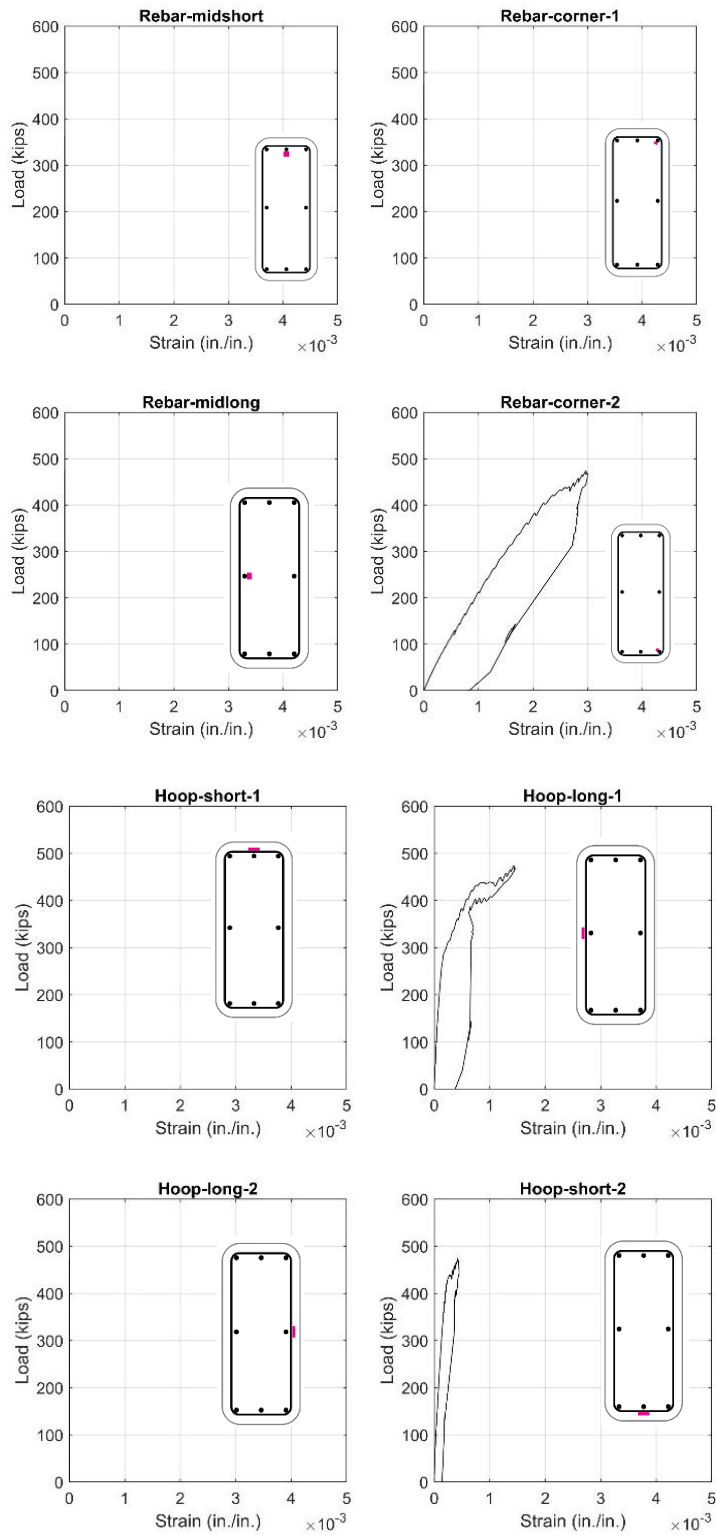 Rebar-midshort
600
500
400
300
200
100
0
Load (kips)
0 1 2 3 4 5
Strain (in./in.) ×10-3
Rebar-corner-1
600
500
400
300
200
100
0
Load (kips)
0 1 2 3 4 5
Strain (in./in.) ×10-3
Rebar-midlong
600
500
400
300
200
100
0
Load (kips)
0 1 2 3 4 5
Strain (in./in.) ×10-3
Rebar-corner-2
600
500
400
300
200
100
0
Load (kips)
0 1 2 3 4 5
Strain (in./in.) ×10-3
Hoop-short-1
600
500
400
300
200
100
0
Load (kips)
0 1 2 3 4 5
Strain (in./in.) ×10-3
Hoop-long-1
600
500
400
300
200
100
0
Load (kips)
0 1 2 3 4 5
Strain (in./in.) ×10-3
Hoop-long-2
600
500
400
300
200
100
0
Load (kips)
0 1 2 3 4 5
Strain (in./in.) ×10-3
Hoop-short-2
600
500
400
300
200
100
0
Load (kips)
0 1 2 3 4 5
Strain (in./in.) ×10-3